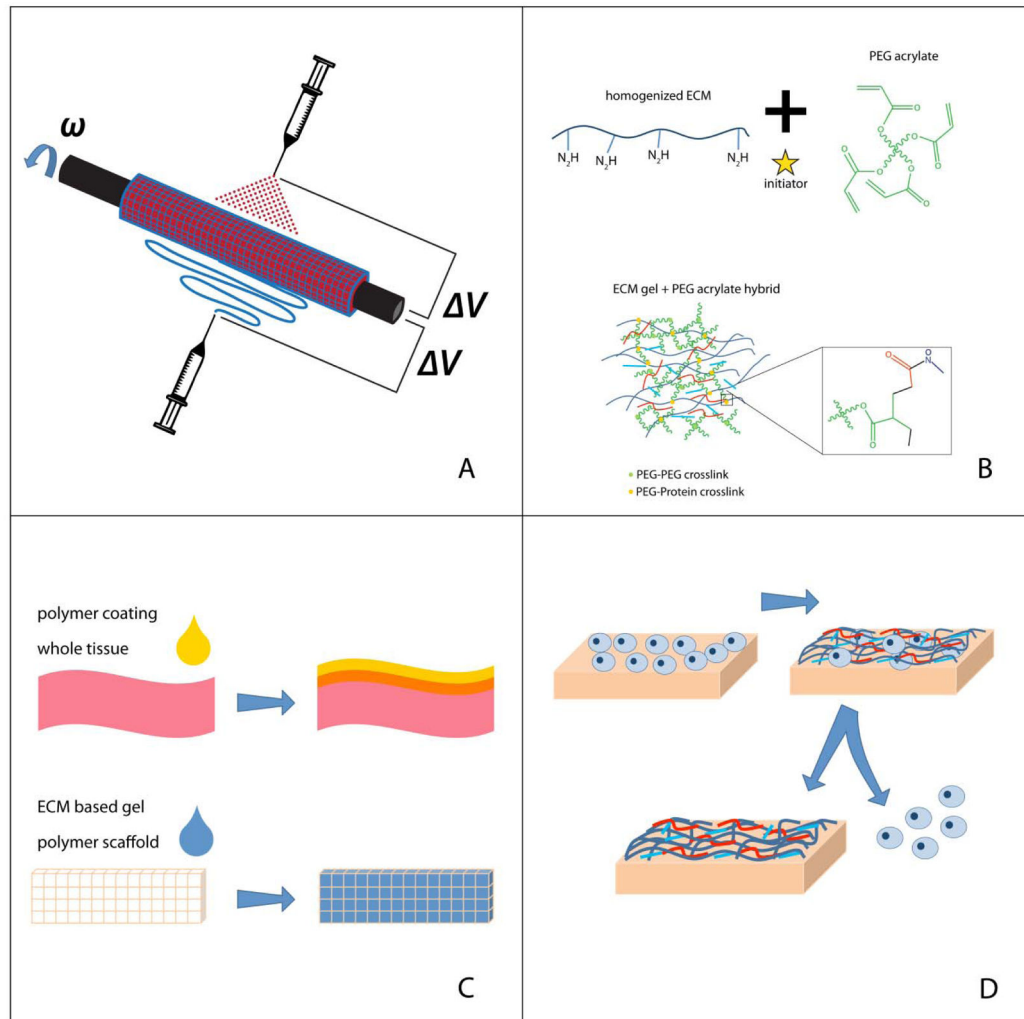 ω
ΔV
ΔV
A
PEG acrylate
homogenized ECM
N₂H
N₂H
N₂H
N₂H
initiator
O
O
O
O
O
O
O
O
ECM gel + PEG acrylate hybrid
O
O
N
O
O
PEG-PEG crosslink
PEG-Protein crosslink
B
polymer coating
whole tissue
ECM based gel
polymer scaffold
C
D